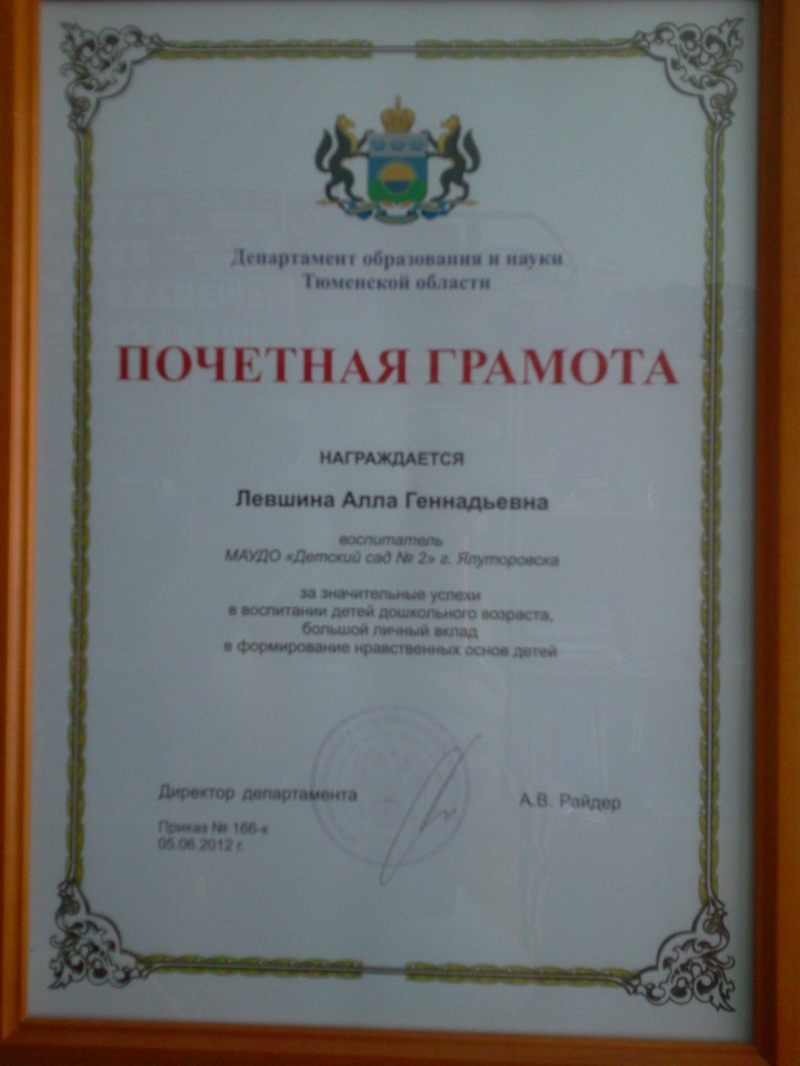 Департамент образования и науки
Тюменской области
ПОЧЕТНАЯ ГРАМОТА
НАГРАЖДАЕТСЯ
Левшина Алла Геннадьевна
воспитатель
МАУДО «Детский сад № 2» г. Ялуторовска
за значительные успехи
в воспитании детей дошкольного возраста,
большой личный вклад
в формирование нравственных основ детей
Директор департамента
А.В. Райдер
Приказ № 166-к
05.06.2012 г.